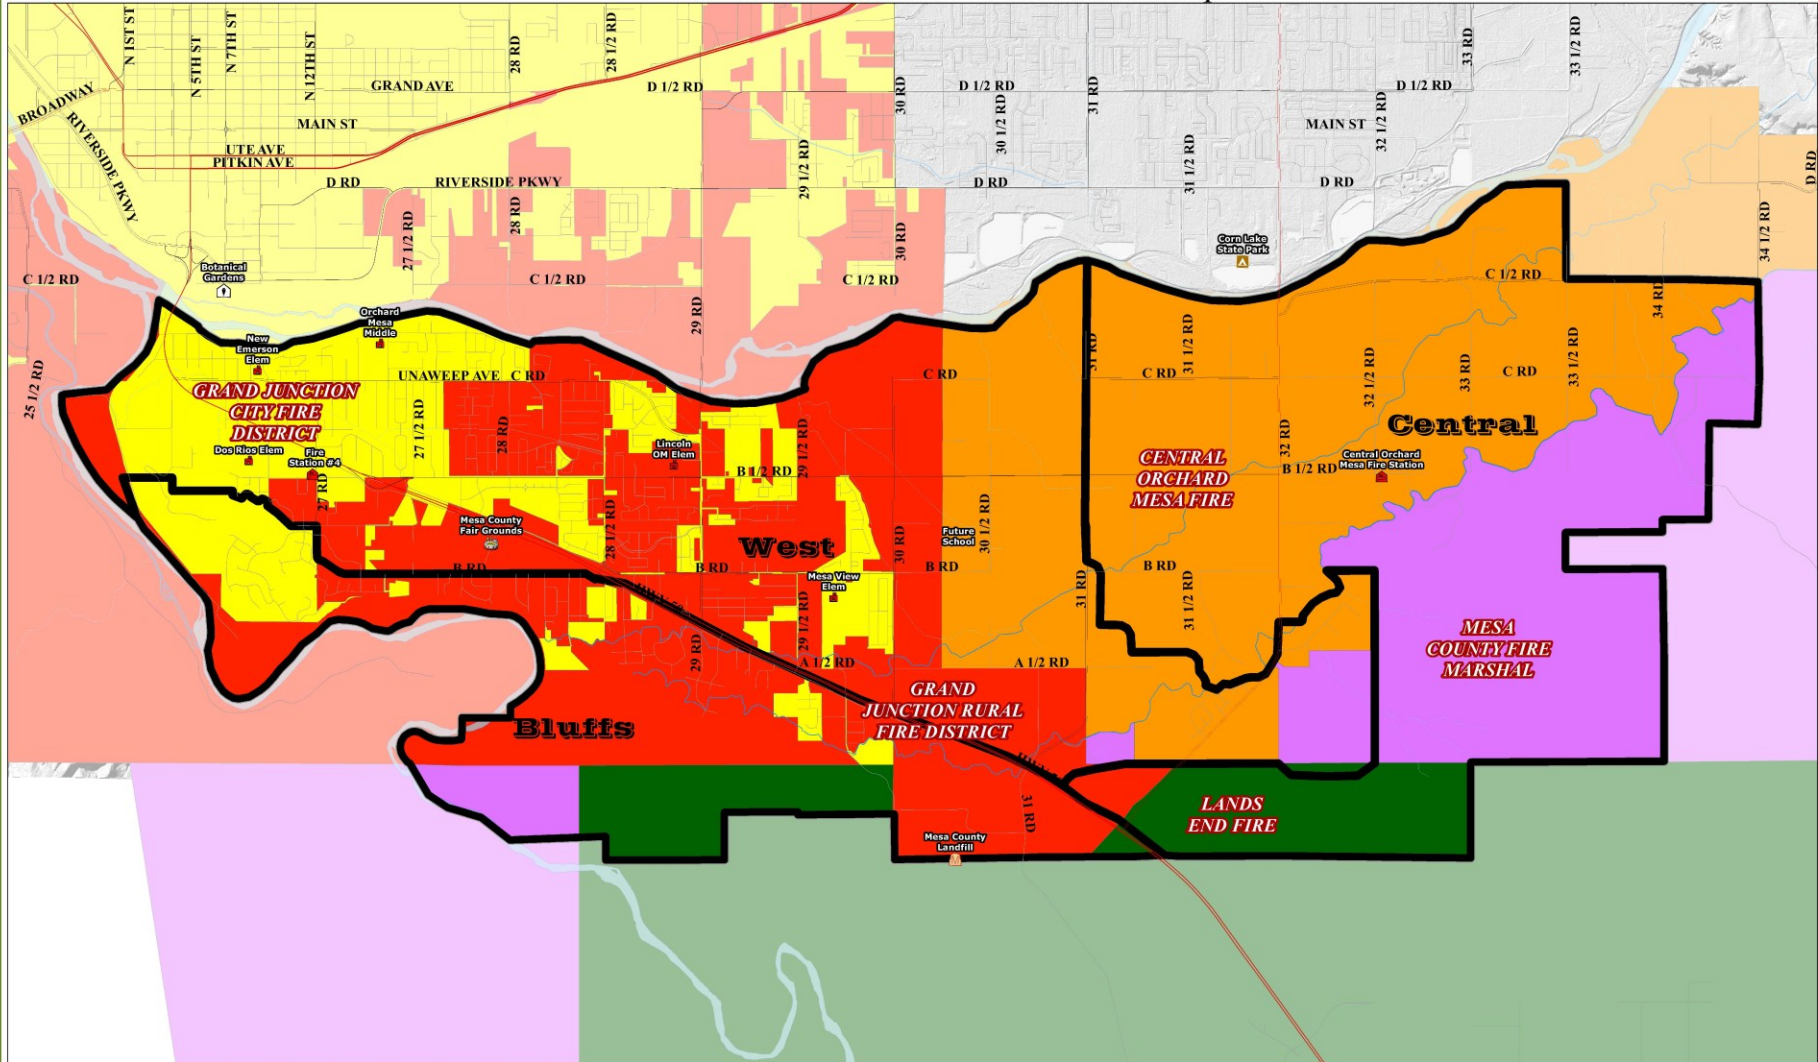 N 1ST ST
N 5TH ST
N 7TH ST
N 12TH ST
28 RD
28 1/2 RD
33 RD
33 1/2 RD
BROADWAY
GRAND AVE
D 1/2 RD
30 RD
D 1/2 RD
31 RD
D 1/2 RD
RIVERSIDE PKWY
MAIN ST
30 1/2 RD
MAIN ST
32 1/2 RD
UTE AVE
PITKIN AVE
29 1/2 RD
31 1/2 RD
D RD
RIVERSIDE PKWY
D RD
D RD
D RD
27 1/2 RD
28 RD
30 RD
34 1/2 RD
Corn Lake
State Park
Botanical
Gardens
C 1/2 RD
C 1/2 RD
C 1/2 RD
C 1/2 RD
29 RD
34 RD
Orchard
Mesa
Middle
New
Emerson
Elem
31 RD
31 1/2 RD
33 1/2 RD
25 1/2 RD
UNAWEEP AVE
C RD
C RD
C RD
32 1/2 RD
33 RD
C RD
GRAND JUNCTION
CITY FIRE
DISTRICT
27 1/2 RD
28 RD
29 1/2 RD
32 RD
Central
Dos Rios Elem
Fire
Station #4
Lincoln
OM Elem
B 1/2 RD
CENTRAL
ORCHARD
MESA FIRE
B 1/2 RD
Central Orchard
Mesa Fire Station
27 RD
Mesa County
Fair Grounds
28 1/2 RD
West
30 RD
Future
School
30 1/2 RD
B RD
B RD
B RD
B RD
Mesa View
Elem
31 RD
31 1/2 RD
29 RD
29 1/2 RD
MESA
COUNTY FIRE
MARSHAL
A 1/2 RD
A 1/2 RD
GRAND
JUNCTION RURAL
FIRE DISTRICT
Bluffs
31 RD
LANDS
END FIRE
Mesa County
Landfill